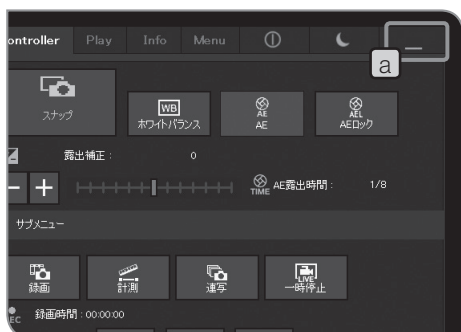 ontroller Play Info Menu
a
スナップ
WB
ホワイトバランス
AE
AE
AEL
AEロック
露出補正 : 0
TIME AE露出時間 : 1/8
サブメニュー
録画
計測
連写
LIVE
一時停止
EC 録画時間 : 00:00:00